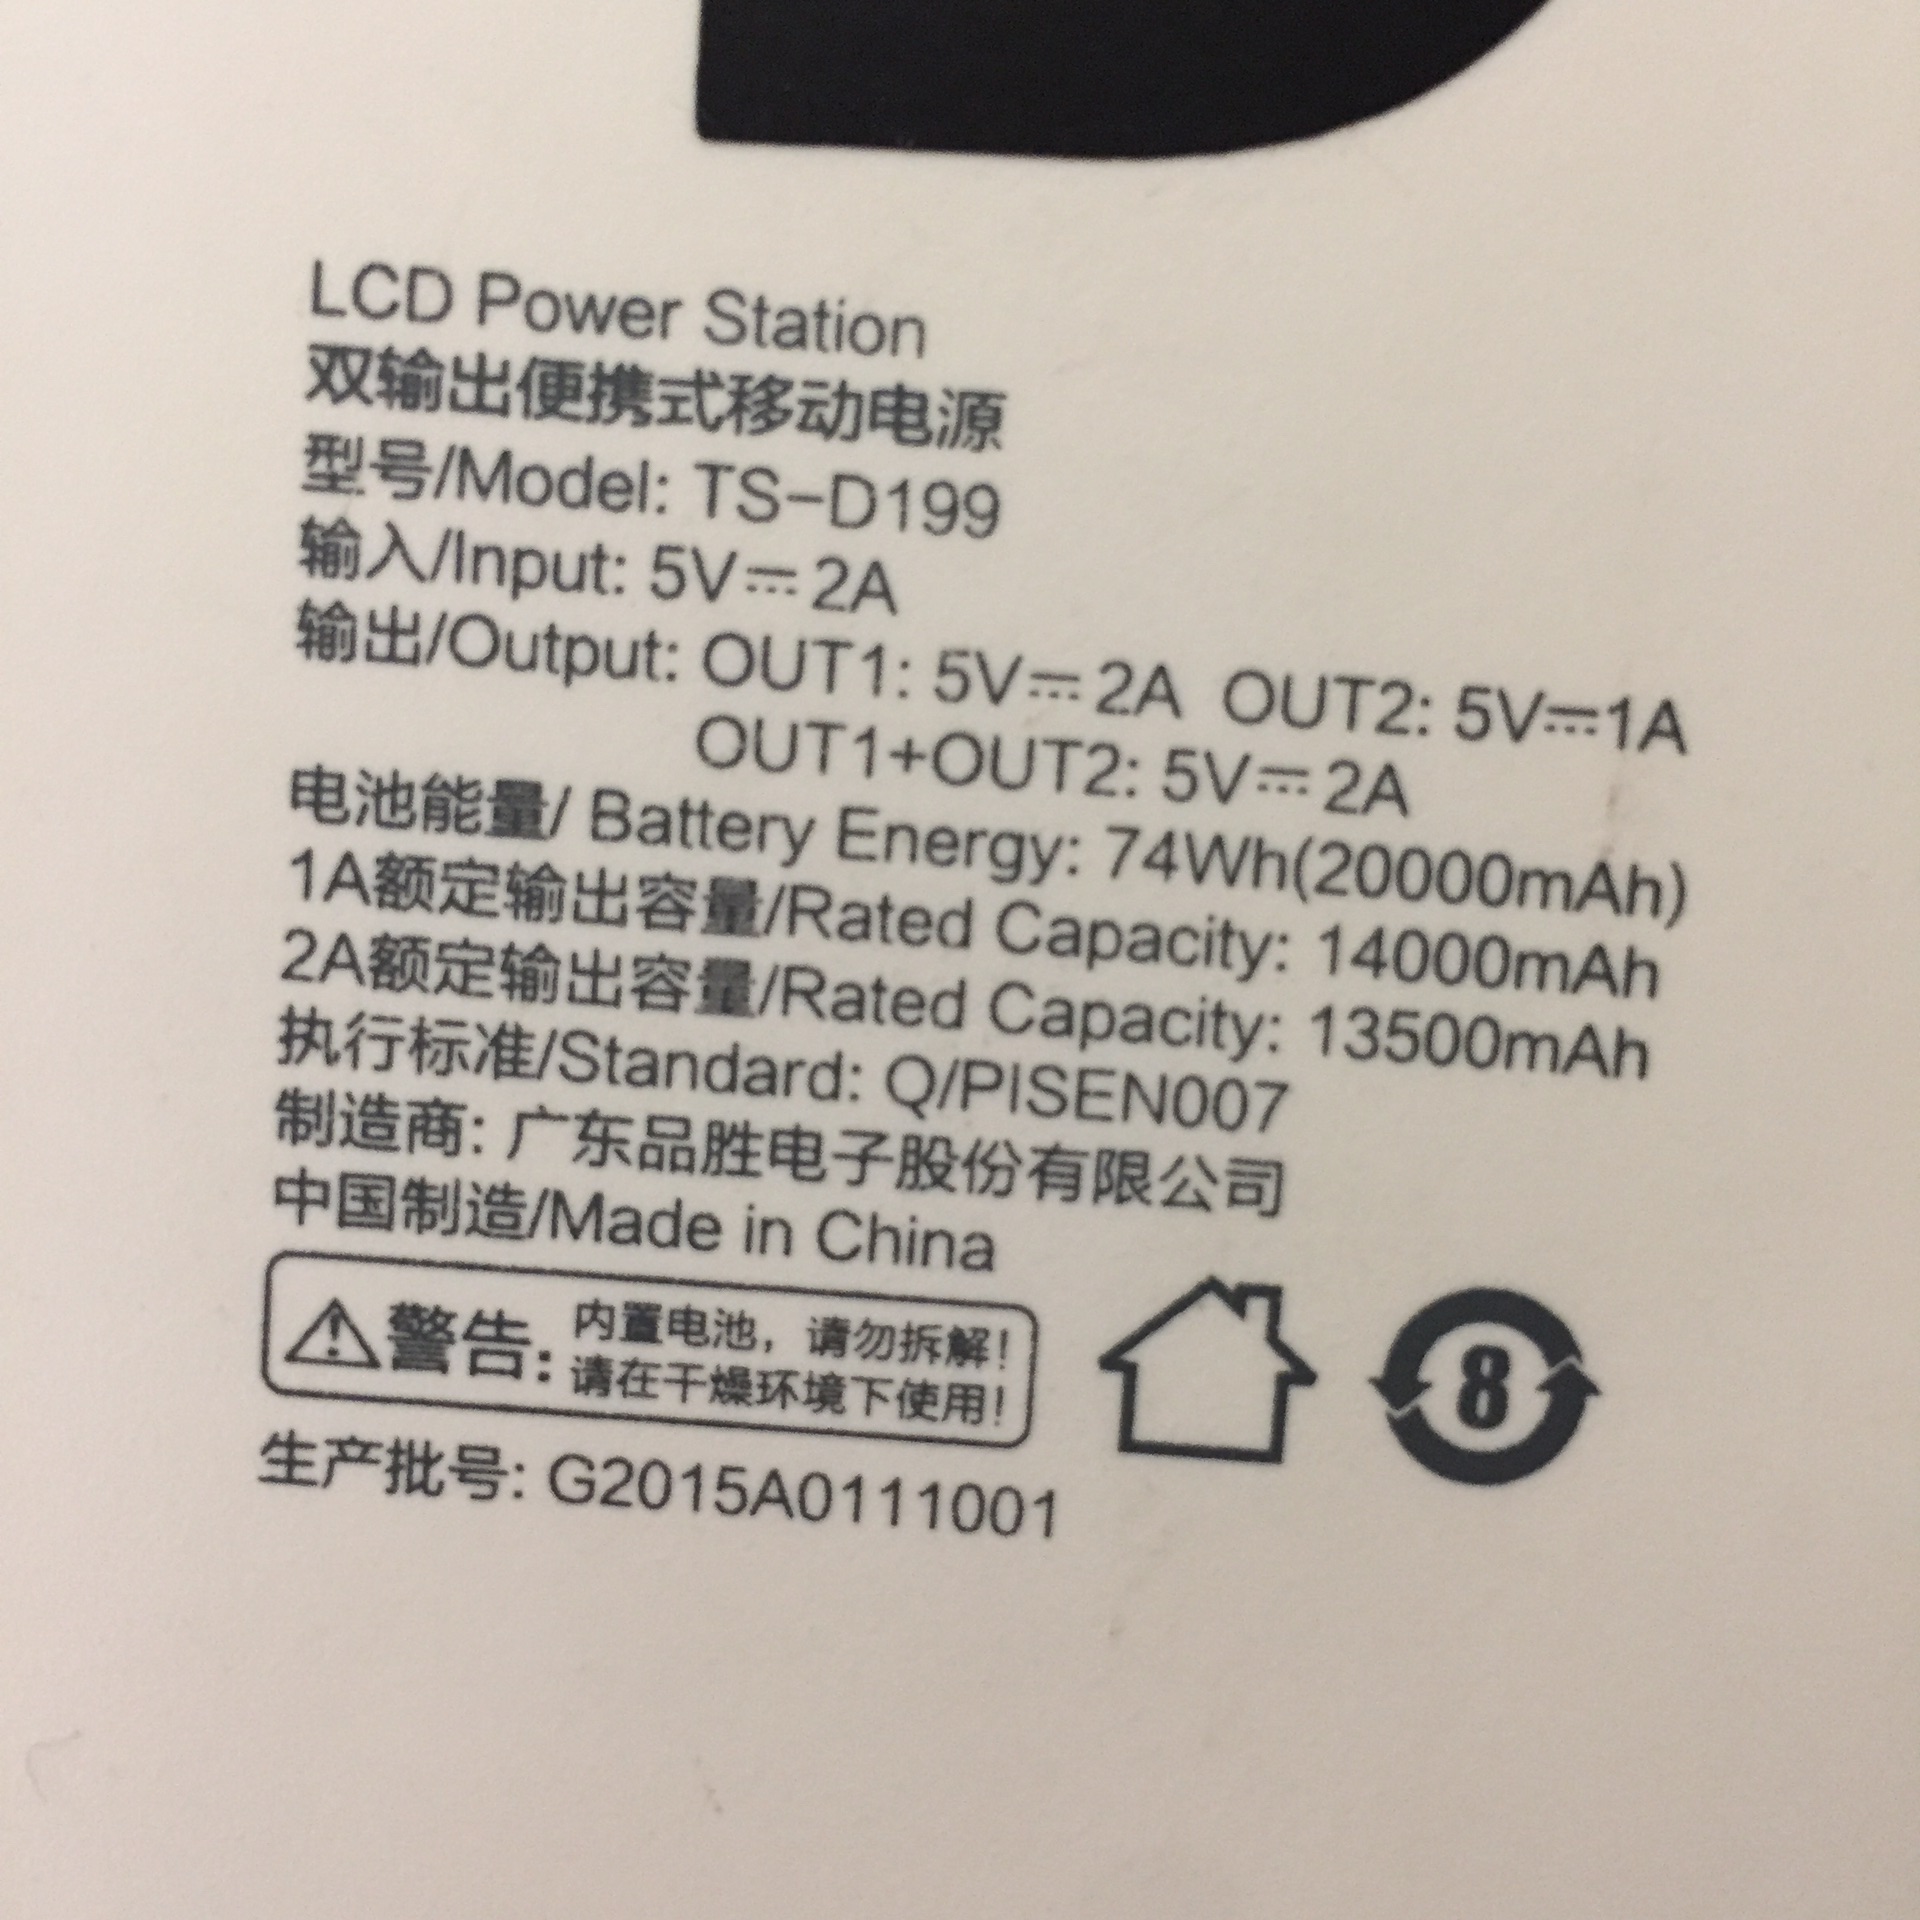 LCD Power Station
双输出便携式移动电源
型号/Model: TS-D199
输入/Input: 5V⎓2A
输出/Output: OUT1: 5V⎓2A OUT2: 5V⎓1A
OUT1+OUT2: 5V⎓2A
电池能量/ Battery Energy: 74Wh(20000mAh)
1A额定输出容量/Rated Capacity: 14000mAh
2A额定输出容量/Rated Capacity: 13500mAh
执行标准/Standard: Q/PISEN007
制造商: 广东品胜电子股份有限公司
中国制造/Made in China
警告: 内置电池，请勿拆解!
请在干燥环境下使用!
8
生产批号: G2015A0111001